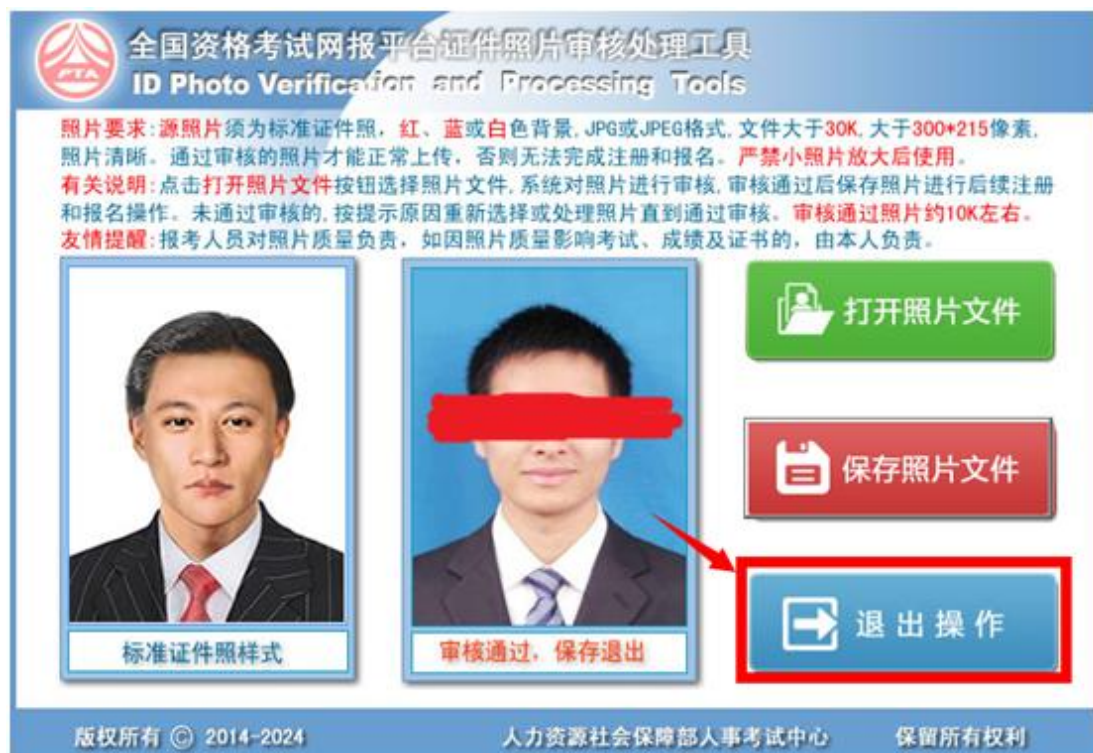 全国资格考试网报平台证件照片审核处理工具
ID Photo Verification and Processing Tools
PTA
照片要求:源照片须为标准证件照，红、蓝或白色背景,JPG或JPEG格式,文件大于30K,大于300*215像素,
照片清晰。通过审核的照片才能正常上传，否则无法完成注册和报名。严禁小照片放大后使用。
有关说明:点击打开照片文件按钮选择照片文件,系统对照片进行审核,审核通过后保存照片进行后续注册
和报名操作。未通过审核的,按提示原因重新选择或处理照片直到通过审核。审核通过照片约10K左右。
友情提醒:报考人员对照片质量负责，如因照片质量影响考试、成绩及证书的，由本人负责。
打开照片文件
保存照片文件
退出操作
标准证件照样式
审核通过，保存退出
版权所有 © 2014-2024 人力资源社会保障部人事考试中心 保留所有权利